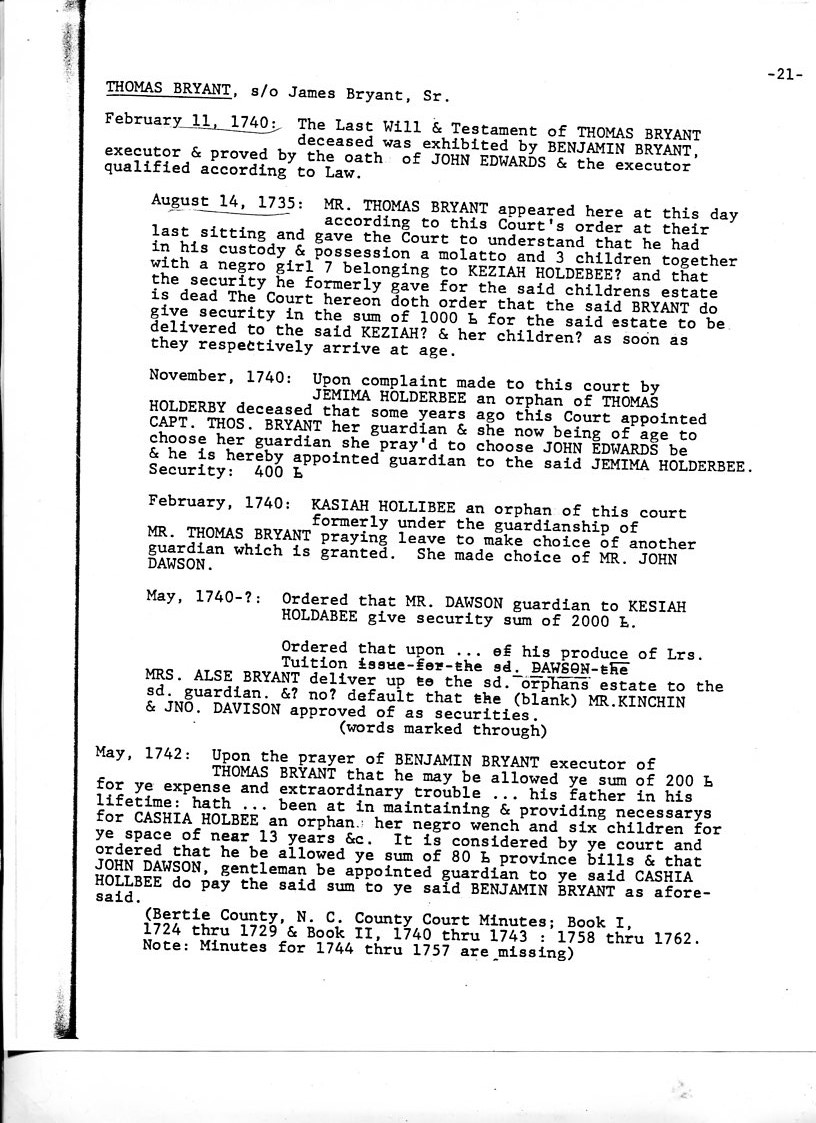 -21-
THOMAS BRYANT, s/o James Bryant, Sr.
February 11, 1740: The Last Will & Testament of THOMAS BRYANT
deceased was exhibited by BENJAMIN BRYANT,
executor & proved by the oath of JOHN EDWARDS & the executor
qualified according to Law.
August 14, 1735: MR. THOMAS BRYANT appeared here at this day
according to this Court's order at their
last sitting and gave the Court to understand that he had
in his custody & possession a molatto and 3 children together
with a negro girl 7 belonging to KEZIAH HOLDEBEE? and that
the security he formerly gave for the said childrens estate
is dead The Court hereon doth order that the said BRYANT do
give security in the sum of 1000 Ł for the said estate to be
delivered to the said KEZIAH? & her children? as soon as
they respectively arrive at age.
November, 1740: Upon complaint made to this court by
JEMIMA HOLDERBEE an orphan of THOMAS
HOLDERBY deceased that some years ago this Court appointed
CAPT. THOS. BRYANT her guardian & she now being of age to
choose her guardian she pray'd to choose JOHN EDWARDS be
& he is hereby appointed guardian to the said JEMIMA HOLDERBEE.
Security: 400 Ł
February, 1740: KASIAH HOLLIBEE an orphan of this court
formerly under the guardianship of
MR. THOMAS BRYANT praying leave to make choice of another
guardian which is granted. She made choice of MR. JOHN
DAWSON.
May, 1740-?: Ordered that MR. DAWSON guardian to KESIAH
HOLDABEE give security sum of 2000 Ł.
Ordered that upon ... of his produce of Lrs.
Tuition issue-for-the sd. DAWSON-the
MRS. ALSE BRYANT deliver up to the sd. orphans estate to the
sd. guardian. &? no? default that the (blank) MR.KINCHIN
& JNO. DAVISON approved of as securities.
(words marked through)
May, 1742: Upon the prayer of BENJAMIN BRYANT executor of
THOMAS BRYANT that he may be allowed ye sum of 200 Ł
for ye expense and extraordinary trouble ... his father in his
lifetime: hath ... been at in maintaining & providing necessarys
for CASHIA HOLBEE an orphan.: her negro wench and six children for
ye space of near 13 years &c. It is considered by ye court and
ordered that he be allowed ye sum of 80 Ł province bills & that
JOHN DAWSON, gentleman be appointed guardian to ye said CASHIA
HOLLBEE do pay the said sum to ye said BENJAMIN BRYANT as afore-
said.
(Bertie County, N. C. County Court Minutes; Book I,
1724 thru 1729 & Book II, 1740 thru 1743 : 1758 thru 1762.
Note: Minutes for 1744 thru 1757 are missing)